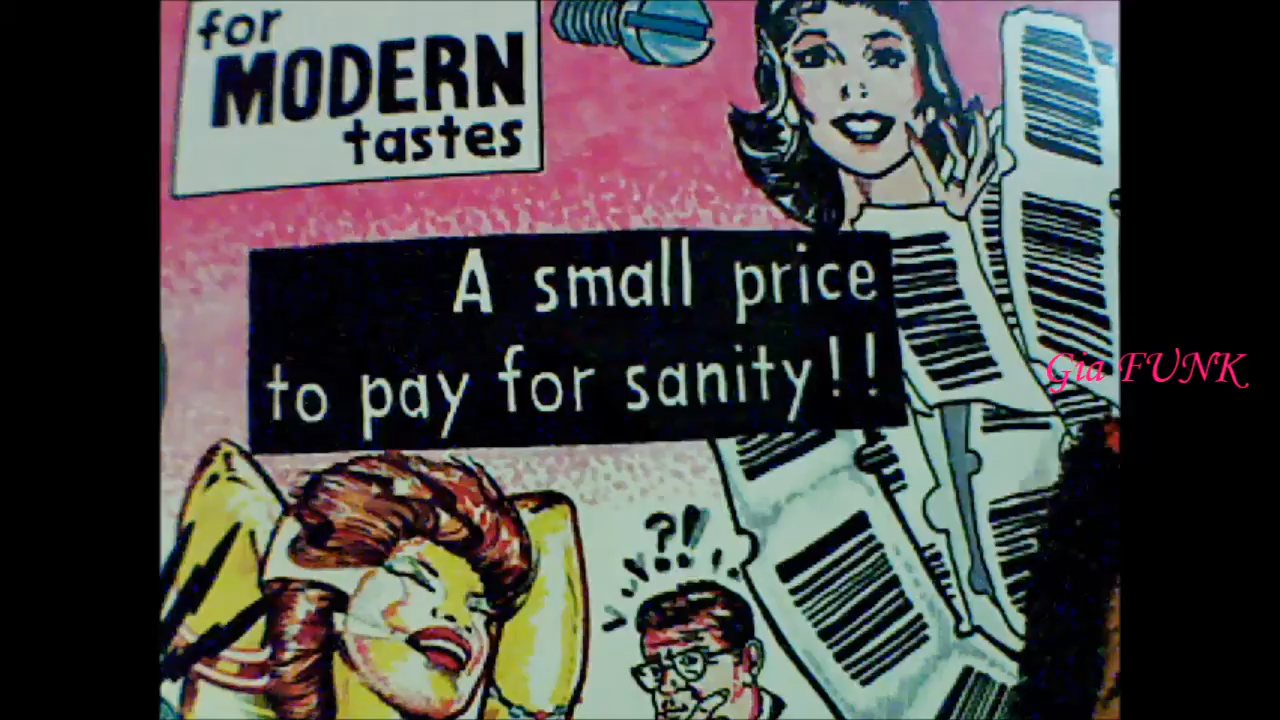 for
MODERN
tastes
A small price
to pay for sanity!!
?!
Gia FUNK